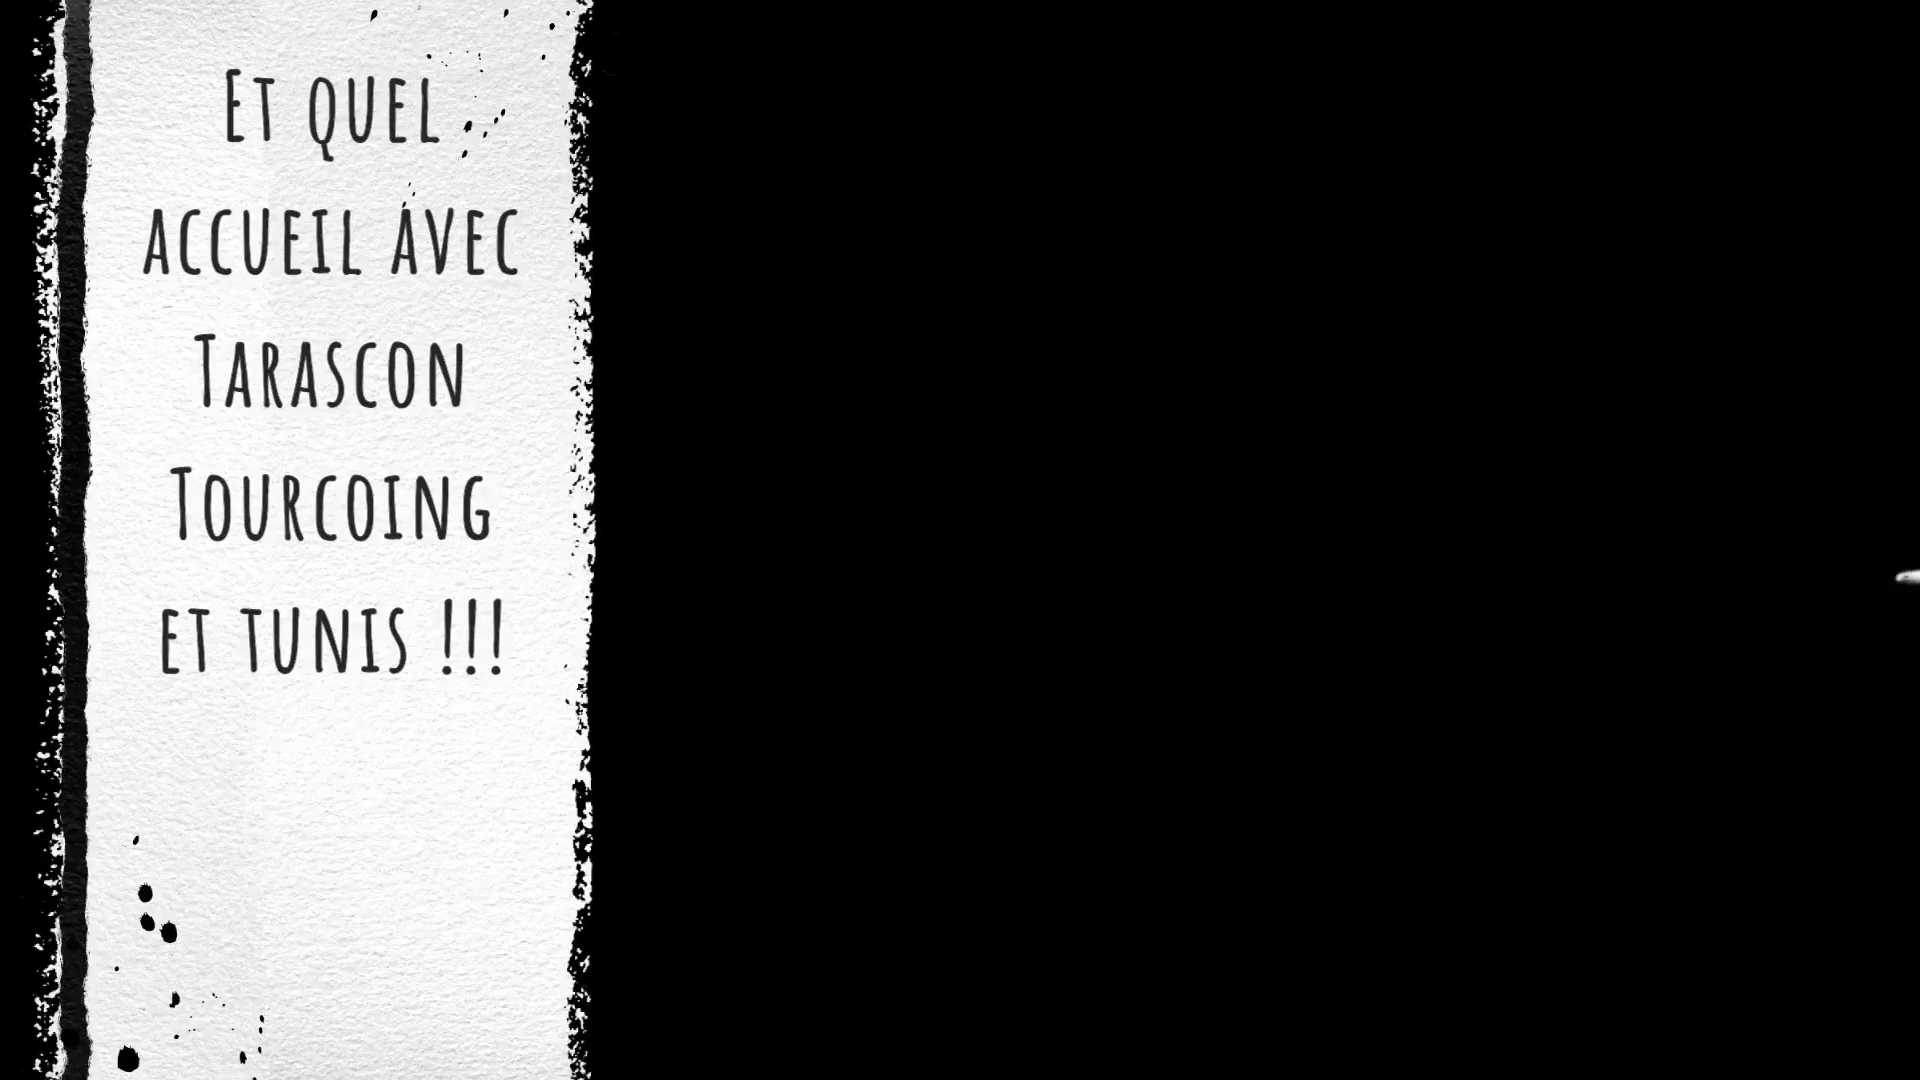 Et quel
accueil avec
Tarascon
Tourcoing
et tunis !!!